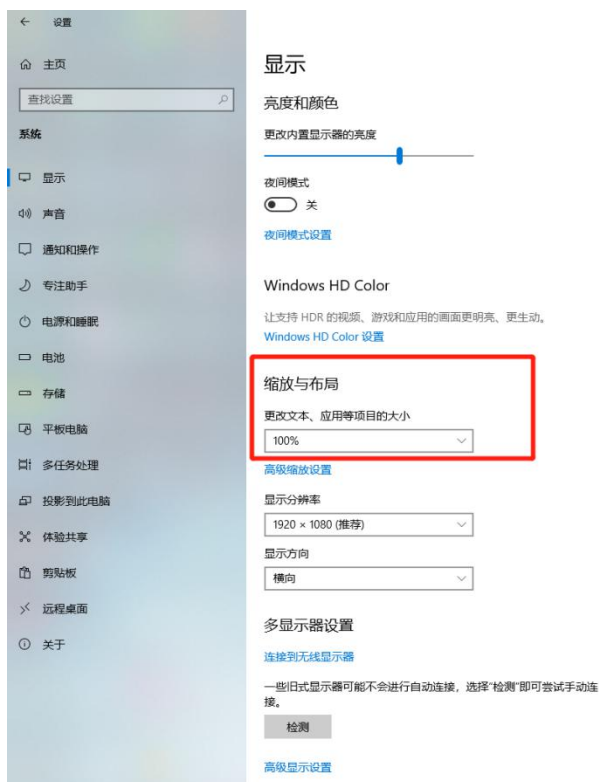 设置
主页
查找设置
系统
显示
声音
通知和操作
专注助手
电源和睡眠
电池
存储
平板电脑
多任务处理
投影到此电脑
体验共享
剪贴板
远程桌面
关于
显示
亮度和颜色
更改内置显示器的亮度
夜间模式
关
夜间模式设置
Windows HD Color
让支持 HDR 的视频、游戏和应用的画面更明亮、更生动。
Windows HD Color 设置
缩放与布局
更改文本、应用等项目的大小
100%
高级缩放设置
显示分辨率
1920 × 1080 (推荐)
显示方向
横向
多显示器设置
连接到无线显示器
一些旧式显示器可能不会进行自动连接，选择"检测"即可尝试手动连
接。
检测
高级显示设置